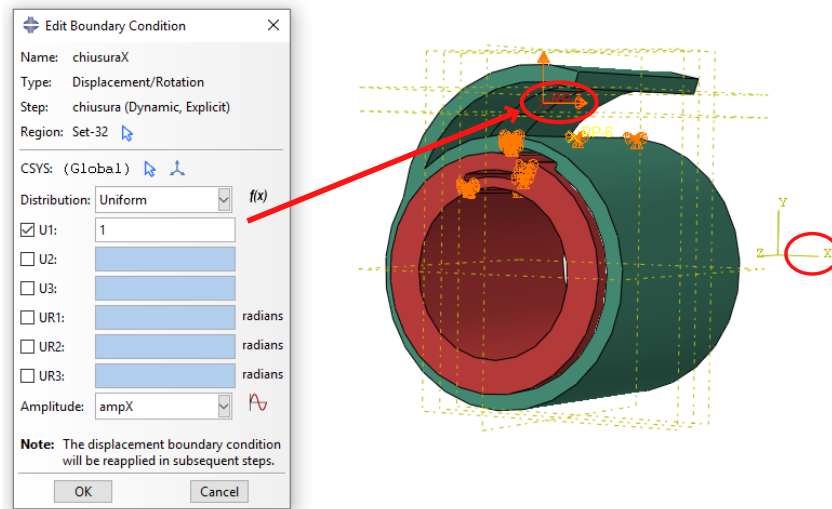 Edit Boundary Condition
Name: chiusuraX
Type: Displacement/Rotation
Step: chiusura (Dynamic, Explicit)
Region: Set-32
CSYS: (Global)
Distribution: Uniform f(x)
U1: 1
U2:
U3:
UR1: radians
UR2: radians
UR3: radians
Amplitude: ampX
Note: The displacement boundary condition
will be reapplied in subsequent steps.
OK Cancel
Y
Z X